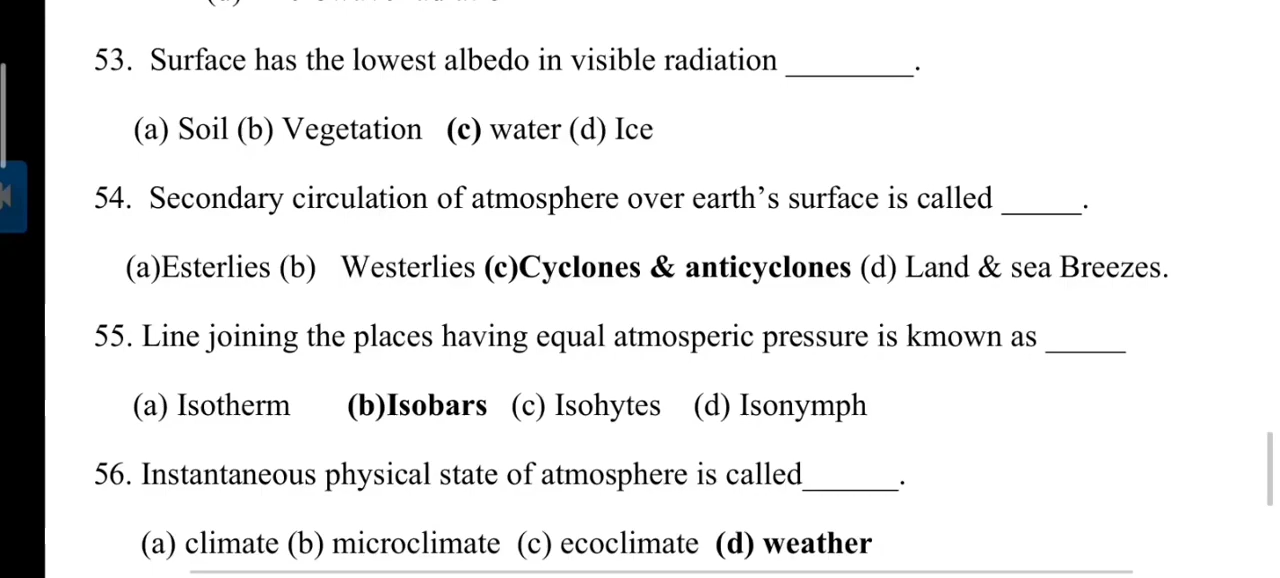 53. Surface has the lowest albedo in visible radiation ________.
(a) Soil (b) Vegetation (c) water (d) Ice
54. Secondary circulation of atmosphere over earth’s surface is called _____.
(a)Esterlies (b) Westerlies (c)Cyclones & anticyclones (d) Land & sea Breezes.
55. Line joining the places having equal atmosperic pressure is kmown as _____
(a) Isotherm (b)Isobars (c) Isohytes (d) Isonymph
56. Instantaneous physical state of atmosphere is called______.
(a) climate (b) microclimate (c) ecoclimate (d) weather